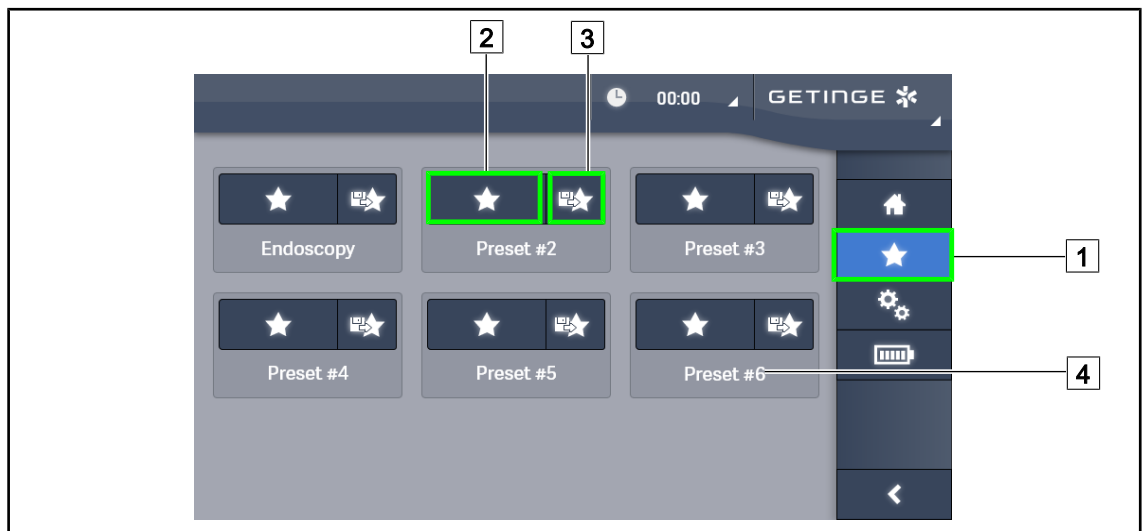 2 3
00:00 GETINGE
Endoscopy Preset #2 Preset #3
1
Preset #4 Preset #5 Preset #6
4